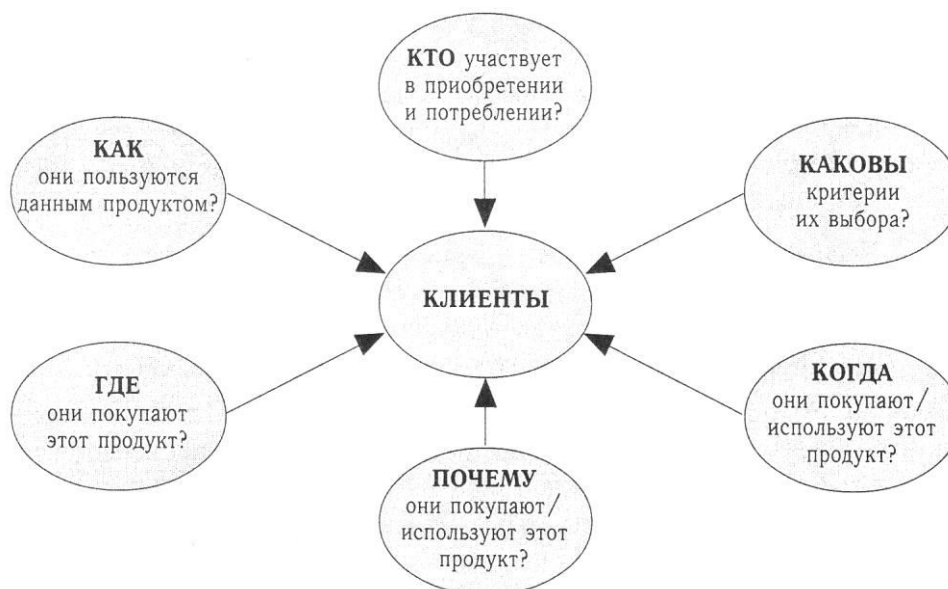 КТО участвует
в приобретении
и потреблении?
КАК
они пользуются
данным продуктом?
КАКОВЫ
критерии
их выбора?
КЛИЕНТЫ
ГДЕ
они покупают
этот продукт?
КОГДА
они покупают/
используют этот
продукт?
ПОЧЕМУ
они покупают/
используют этот
продукт?